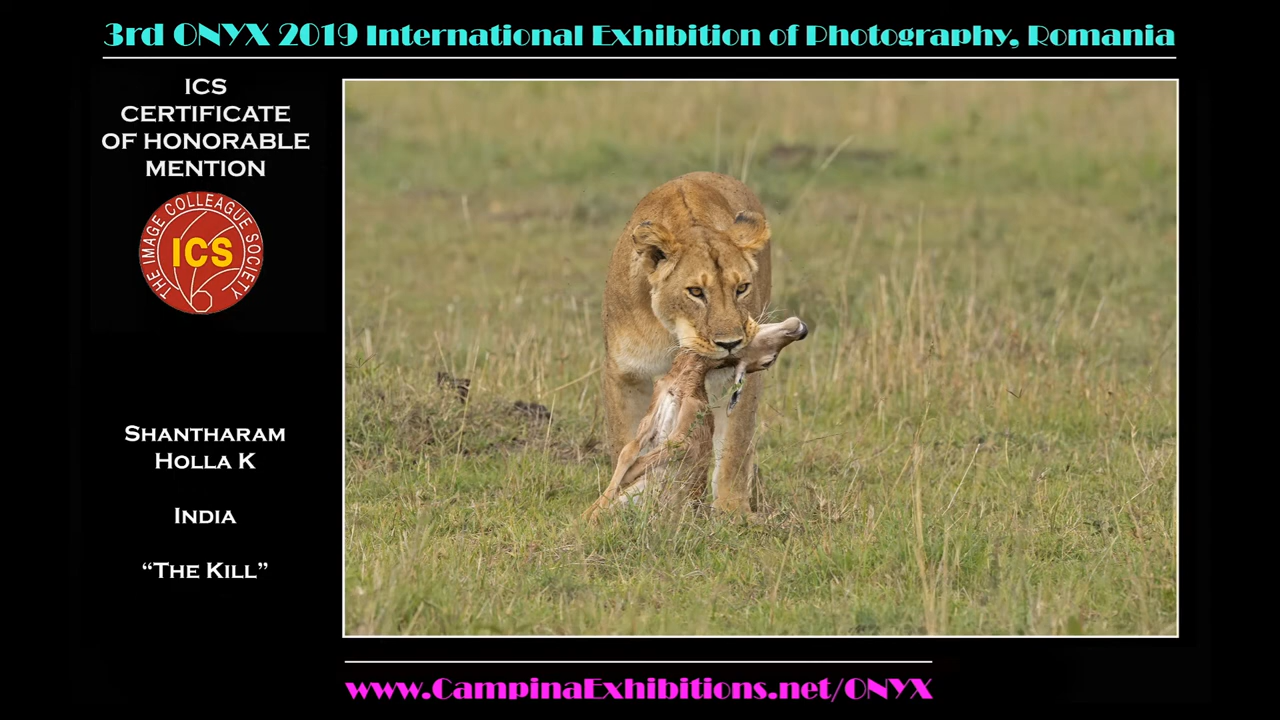 3rd ONYX 2019 International Exhibition of Photography, Romania
ICS
CERTIFICATE
OF HONORABLE
MENTION
THE IMAGE COLLEAGUE SOCIETY
ICS
SHANTHARAM
HOLLA K
INDIA
“THE KILL”
www.CampinaExhibitions.net/ONYX